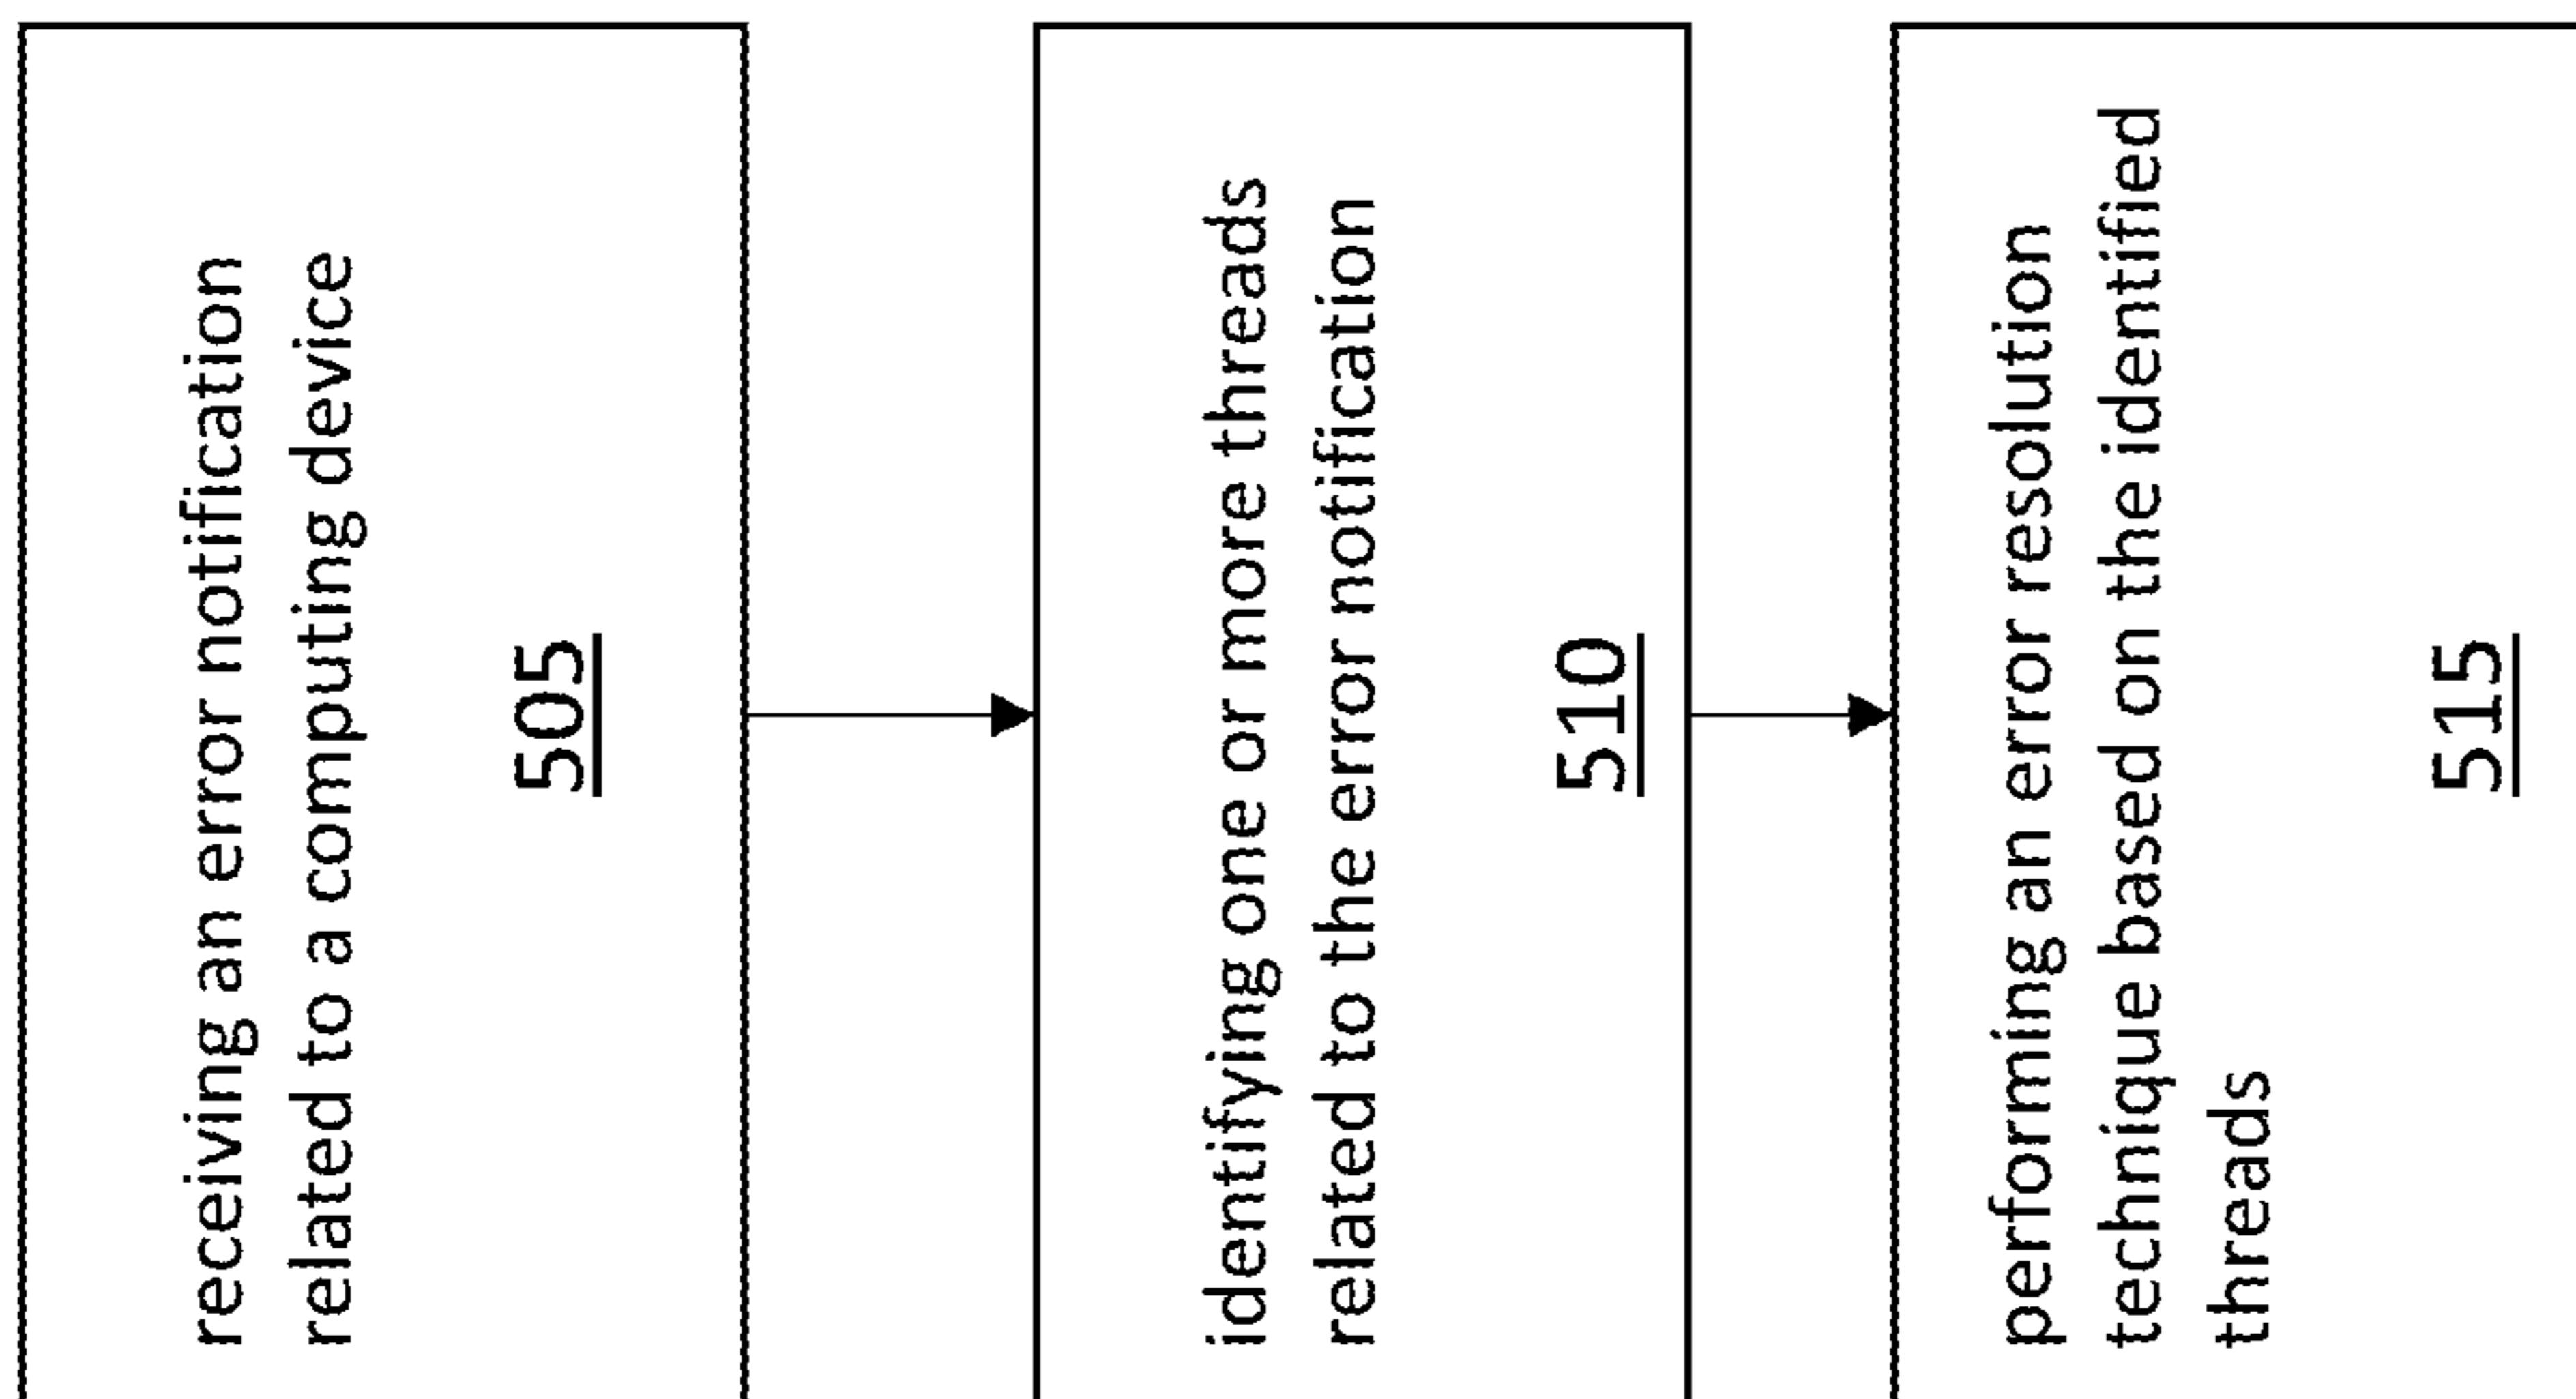 receiving an error notification
related to a computing device
505
identifying one or more threads
related to the error notification
510
performing an error resolution
technique based on the identified
threads
515